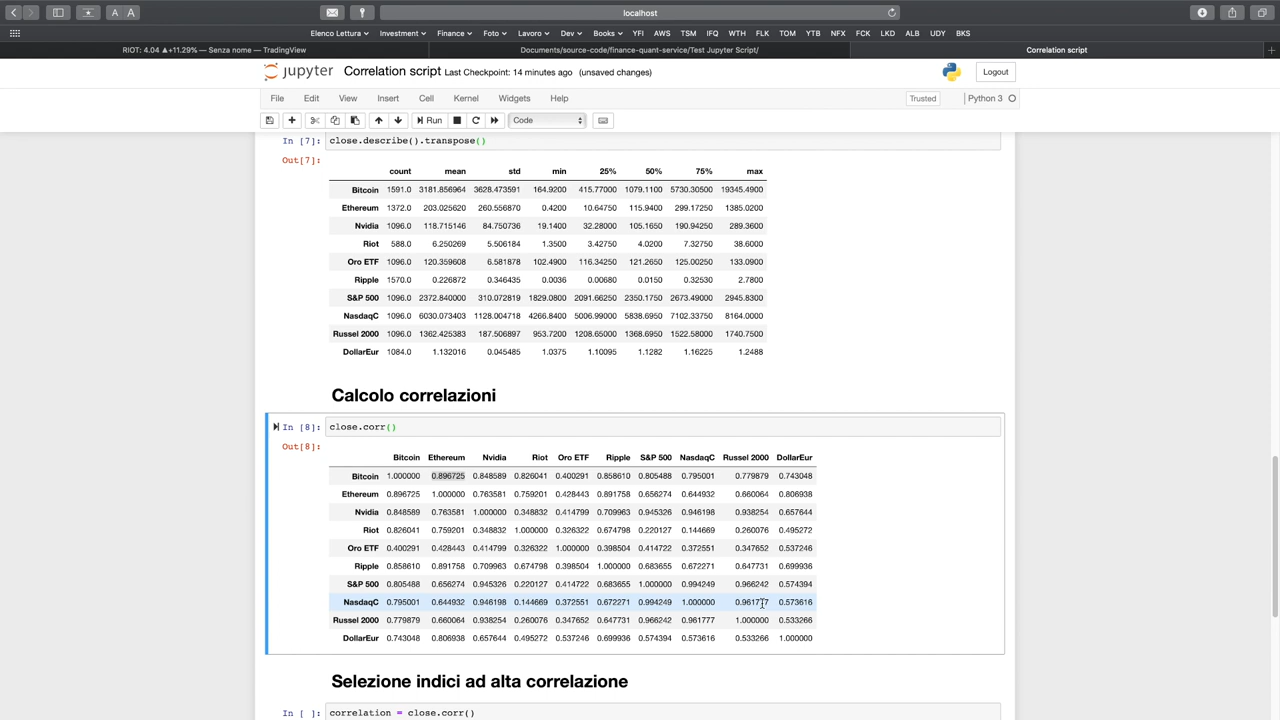 localhost
Elenco Lettura Investment Finance Foto Lavoro Dev Books YFI AWS TSM IFQ WTH FLK TOM YTB NFX FCK LKD ALB UDY BKS
RIOT: 4.04 ▲+11.29% — Senza nome — TradingView Documents/source-code/finance-quant-service/Test Jupyter Script/ Correlation script
jupyter Correlation script Last Checkpoint: 14 minutes ago (unsaved changes) Logout
File Edit View Insert Cell Kernel Widgets Help Trusted Python 3
Run Code
In [7]: close.describe().transpose()
Out[7]:
count mean std min 25% 50% 75% max
Bitcoin 1591.0 3181.856964 3628.473591 164.9200 415.77000 1079.1100 5730.30500 19345.4900
Ethereum 1372.0 203.025620 260.556870 0.4200 10.64750 115.9400 299.17250 1385.0200
Nvidia 1096.0 118.715146 84.750736 19.1400 32.28000 105.1650 190.94250 289.3600
Riot 588.0 6.250269 5.506184 1.3500 3.42750 4.0200 7.32750 38.6000
Oro ETF 1096.0 120.359608 6.581878 102.4900 116.34250 121.2650 125.00250 133.0900
Ripple 1570.0 0.226872 0.346435 0.0036 0.00680 0.0150 0.32530 2.7800
S&P 500 1096.0 2372.840000 310.072819 1829.0800 2091.66250 2350.1750 2673.49000 2945.8300
NasdaqC 1096.0 6030.073403 1128.004718 4266.8400 5006.99000 5838.6950 7102.33750 8164.0000
Russel 2000 1096.0 1362.425383 187.506897 953.7200 1208.65000 1368.6950 1522.58000 1740.7500
DollarEur 1084.0 1.132016 0.045485 1.0375 1.10095 1.1282 1.16225 1.2488
Calcolo correlazioni
In [8]: close.corr()
Out[8]:
Bitcoin Ethereum Nvidia Riot Oro ETF Ripple S&P 500 NasdaqC Russel 2000 DollarEur
Bitcoin 1.000000 0.896725 0.848589 0.826041 0.400291 0.858610 0.805488 0.795001 0.779879 0.743048
Ethereum 0.896725 1.000000 0.763581 0.759201 0.428443 0.891758 0.656274 0.644932 0.660064 0.806938
Nvidia 0.848589 0.763581 1.000000 0.348832 0.414799 0.709963 0.945326 0.946198 0.938254 0.657644
Riot 0.826041 0.759201 0.348832 1.000000 0.326322 0.674798 0.220127 0.144669 0.260076 0.495272
Oro ETF 0.400291 0.428443 0.414799 0.326322 1.000000 0.398504 0.414722 0.372551 0.347652 0.537246
Ripple 0.858610 0.891758 0.709963 0.674798 0.398504 1.000000 0.683655 0.672271 0.647731 0.699936
S&P 500 0.805488 0.656274 0.945326 0.220127 0.414722 0.683655 1.000000 0.994249 0.966242 0.574394
NasdaqC 0.795001 0.644932 0.946198 0.144669 0.372551 0.672271 0.994249 1.000000 0.961777 0.573616
Russel 2000 0.779879 0.660064 0.938254 0.260076 0.347652 0.647731 0.966242 0.961777 1.000000 0.533266
DollarEur 0.743048 0.806938 0.657644 0.495272 0.537246 0.699936 0.574394 0.573616 0.533266 1.000000
Selezione indici ad alta correlazione
In [ ]: correlation = close.corr()